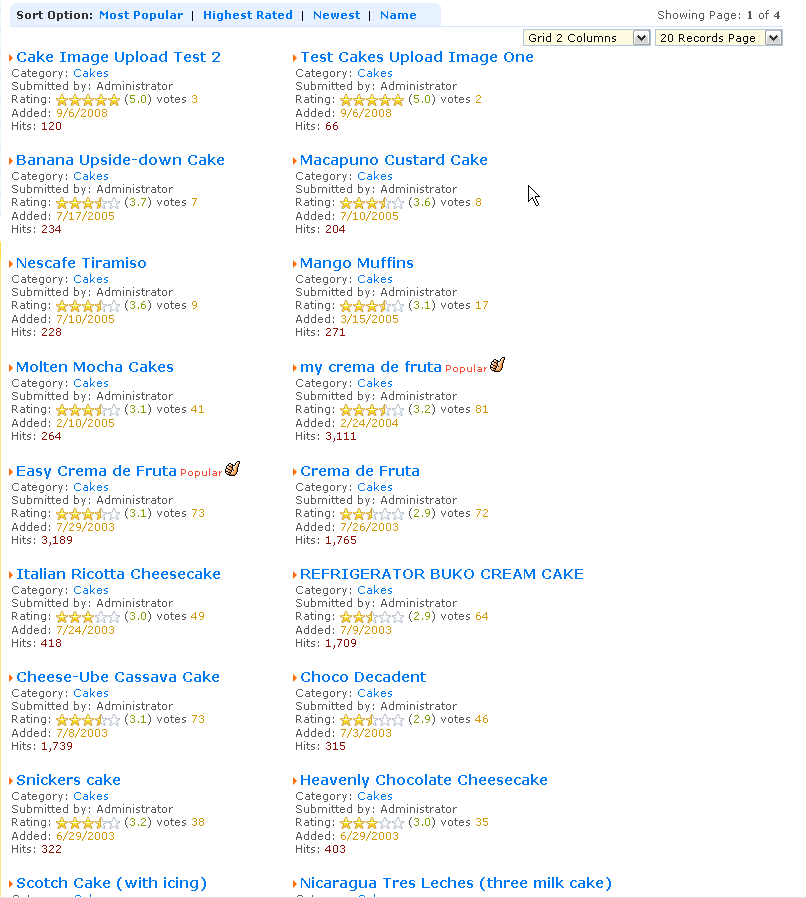 Sort Option: Most Popular | Highest Rated | Newest | Name
Showing Page: 1 of 4
Grid 2 Columns
20 Records Page
Cake Image Upload Test 2
Category: Cakes
Submitted by: Administrator
Rating: (5.0) votes 3
Added: 9/6/2008
Hits: 120
Test Cakes Upload Image One
Category: Cakes
Submitted by: Administrator
Rating: (5.0) votes 2
Added: 9/6/2008
Hits: 66
Banana Upside-down Cake
Category: Cakes
Submitted by: Administrator
Rating: (3.7) votes 7
Added: 7/17/2005
Hits: 234
Macapuno Custard Cake
Category: Cakes
Submitted by: Administrator
Rating: (3.6) votes 8
Added: 7/10/2005
Hits: 204
Nescafe Tiramiso
Category: Cakes
Submitted by: Administrator
Rating: (3.6) votes 9
Added: 7/10/2005
Hits: 228
Mango Muffins
Category: Cakes
Submitted by: Administrator
Rating: (3.1) votes 17
Added: 3/15/2005
Hits: 271
Molten Mocha Cakes
Category: Cakes
Submitted by: Administrator
Rating: (3.1) votes 41
Added: 2/10/2005
Hits: 264
my crema de fruta Popular
Category: Cakes
Submitted by: Administrator
Rating: (3.2) votes 81
Added: 2/24/2004
Hits: 3,111
Easy Crema de Fruta Popular
Category: Cakes
Submitted by: Administrator
Rating: (3.1) votes 73
Added: 7/29/2003
Hits: 3,189
Crema de Fruta
Category: Cakes
Submitted by: Administrator
Rating: (2.9) votes 72
Added: 7/26/2003
Hits: 1,765
Italian Ricotta Cheesecake
Category: Cakes
Submitted by: Administrator
Rating: (3.0) votes 49
Added: 7/24/2003
Hits: 418
REFRIGERATOR BUKO CREAM CAKE
Category: Cakes
Submitted by: Administrator
Rating: (2.9) votes 64
Added: 7/9/2003
Hits: 1,709
Cheese-Ube Cassava Cake
Category: Cakes
Submitted by: Administrator
Rating: (3.1) votes 73
Added: 7/8/2003
Hits: 1,739
Choco Decadent
Category: Cakes
Submitted by: Administrator
Rating: (2.9) votes 46
Added: 7/3/2003
Hits: 315
Snickers cake
Category: Cakes
Submitted by: Administrator
Rating: (3.2) votes 38
Added: 6/29/2003
Hits: 322
Heavenly Chocolate Cheesecake
Category: Cakes
Submitted by: Administrator
Rating: (3.0) votes 35
Added: 6/29/2003
Hits: 403
Scotch Cake (with icing)
Nicaragua Tres Leches (three milk cake)